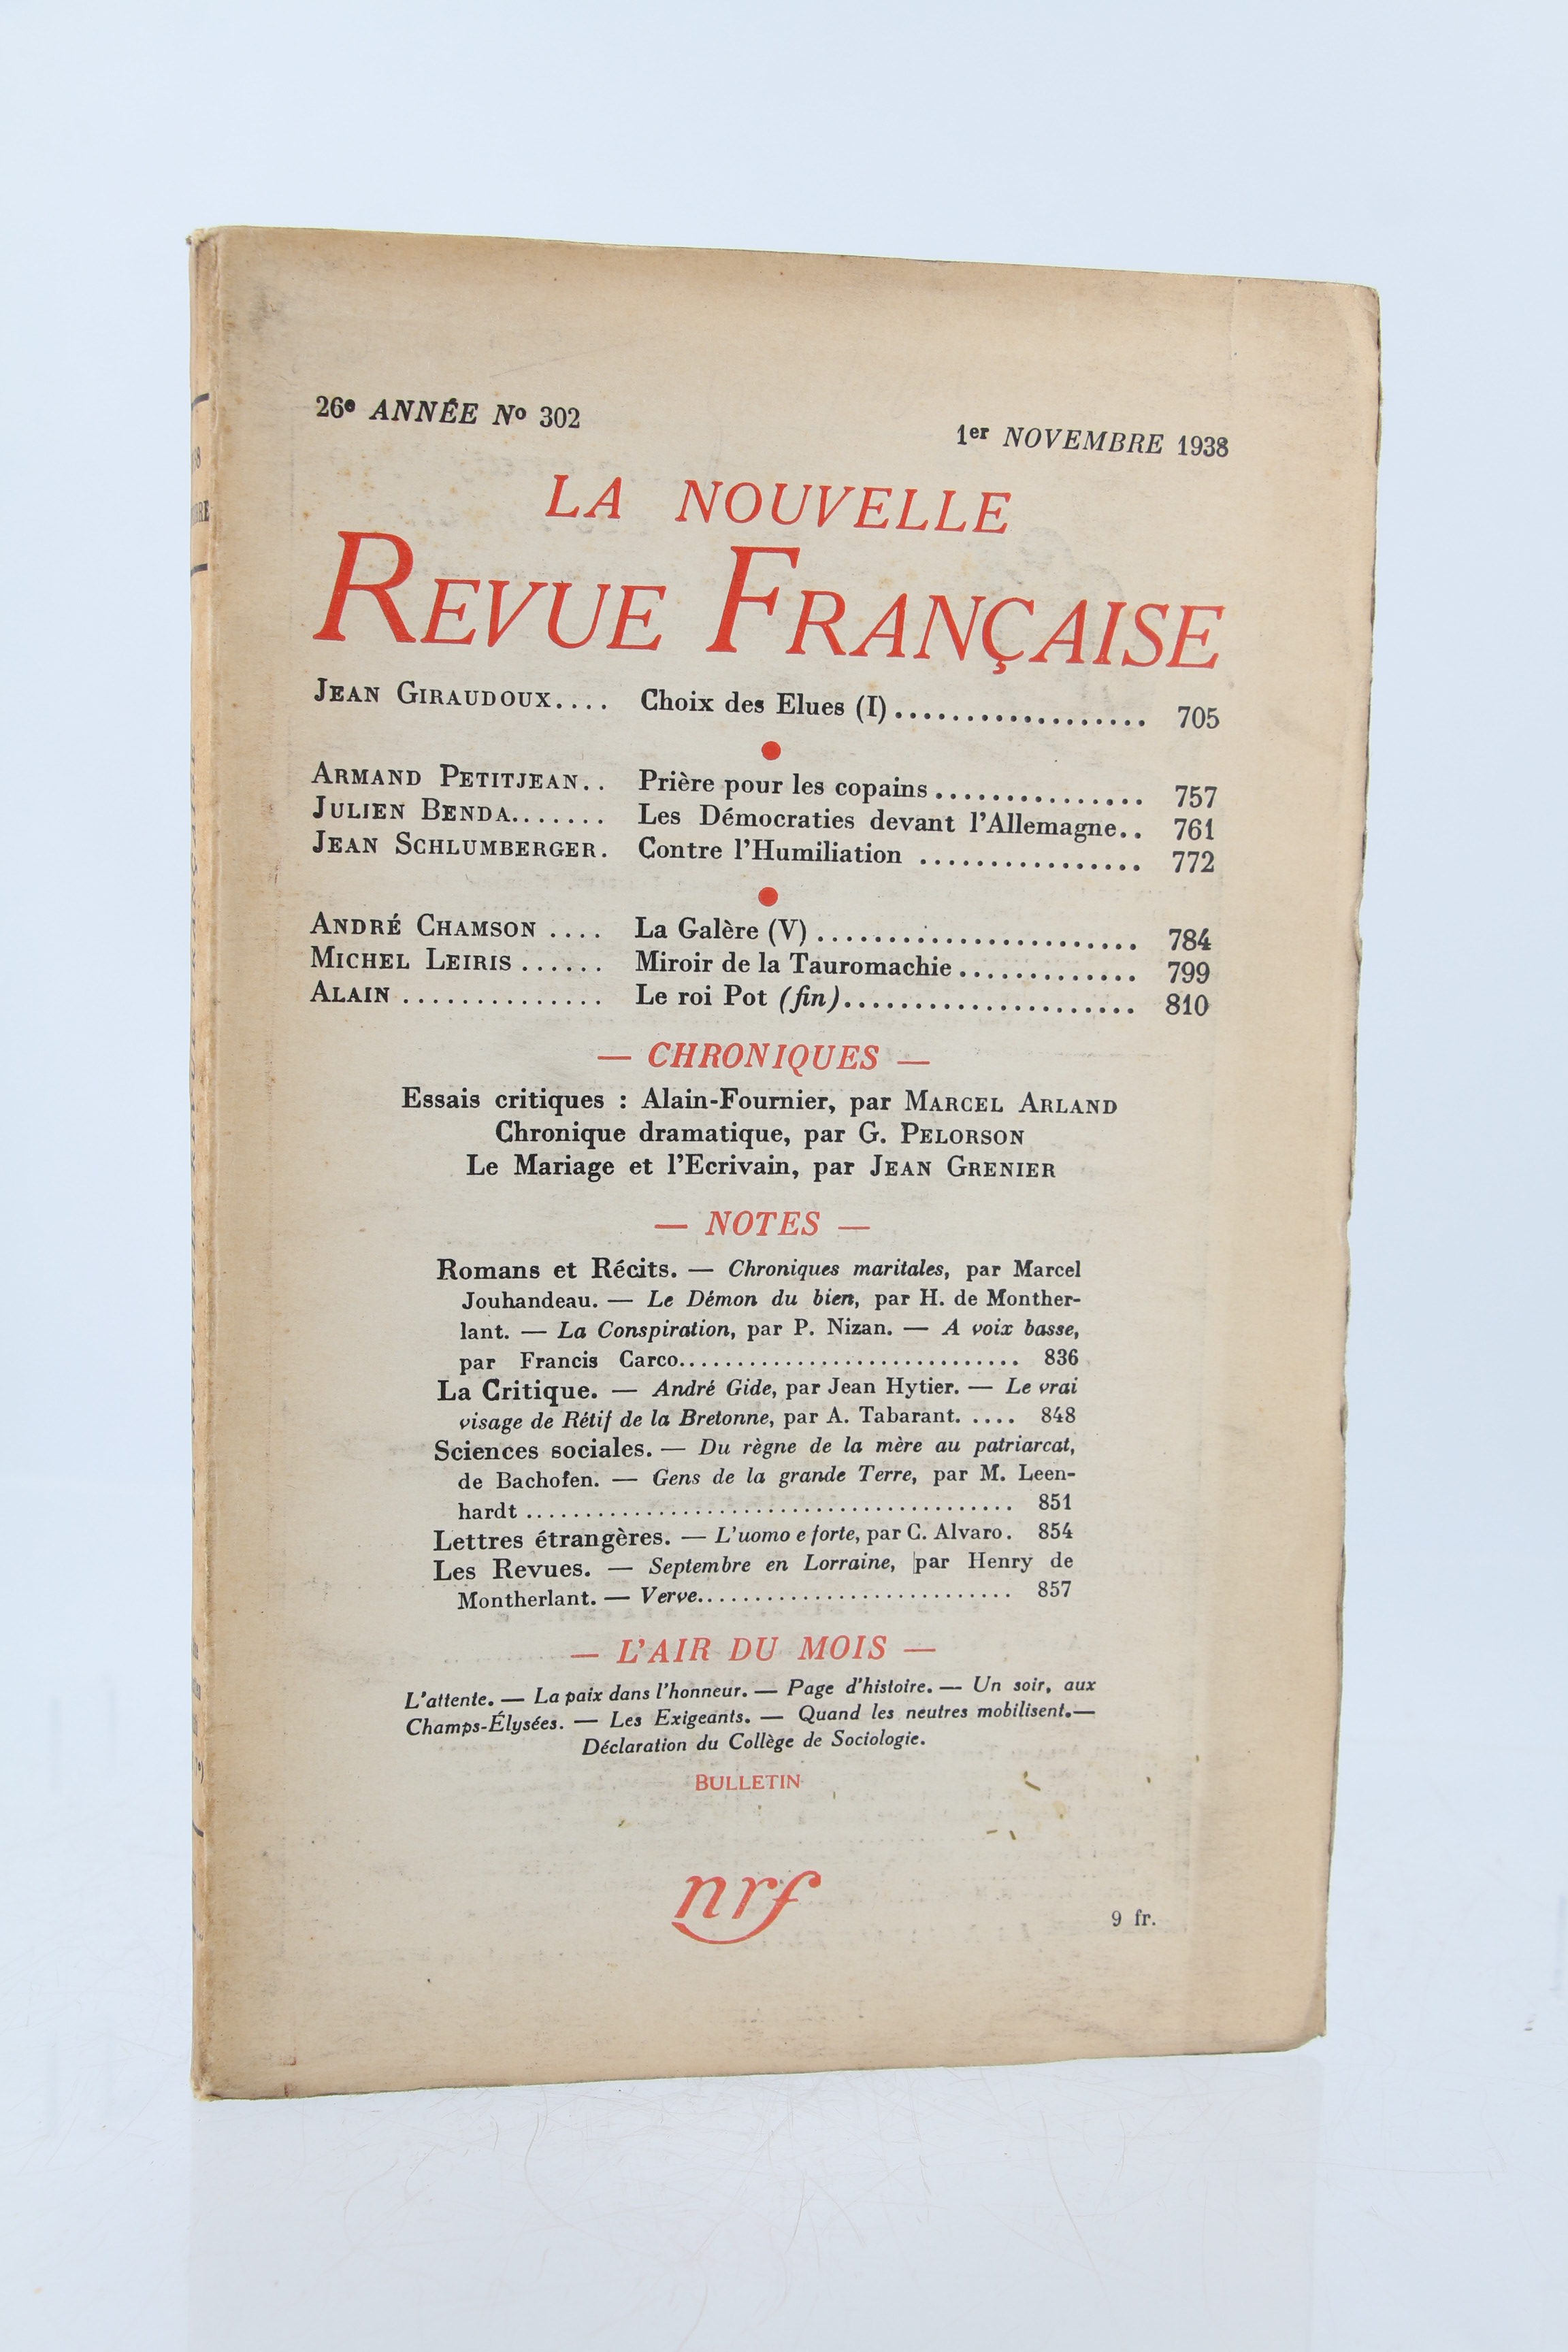 26e ANNÉE No 302
1er NOVEMBRE 1938
LA NOUVELLE
REVUE FRANÇAISE
JEAN GIRAUDOUX.... Choix des Elues (I).................. 705
ARMAND PETITJEAN.. Prière pour les copains............... 757
JULIEN BENDA....... Les Démocraties devant l'Allemagne.. 761
JEAN SCHLUMBERGER. Contre l'Humiliation ................ 772
ANDRÉ CHAMSON .... La Galère (V) ....................... 784
MICHEL LEIRIS ...... Miroir de la Tauromachie............. 799
ALAIN .............. Le roi Pot (fin)..................... 810
— CHRONIQUES —
Essais critiques : Alain-Fournier, par MARCEL ARLAND
Chronique dramatique, par G. PELORSON
Le Mariage et l'Ecrivain, par JEAN GRENIER
— NOTES —
Romans et Récits. — Chroniques maritales, par Marcel
Jouhandeau. — Le Démon du bien, par H. de Monther-
lant. — La Conspiration, par P. Nizan. — A voix basse,
par Francis Carco.............................. 836
La Critique. — André Gide, par Jean Hytier. — Le vrai
visage de Rétif de la Bretonne, par A. Tabarant. .... 848
Sciences sociales. — Du règne de la mère au patriarcat,
de Bachofen. — Gens de la grande Terre, par M. Leen-
hardt .......................................... 851
Lettres étrangères. — L'uomo e forte, par C. Alvaro. 854
Les Revues. — Septembre en Lorraine, par Henry de
Montherlant. — Verve............................ 857
— L'AIR DU MOIS —
L'attente. — La paix dans l'honneur. — Page d'histoire. — Un soir, aux
Champs-Élysées. — Les Exigeants. — Quand les neutres mobilisent.—
Déclaration du Collège de Sociologie.
BULLETIN
nrf
9 fr.